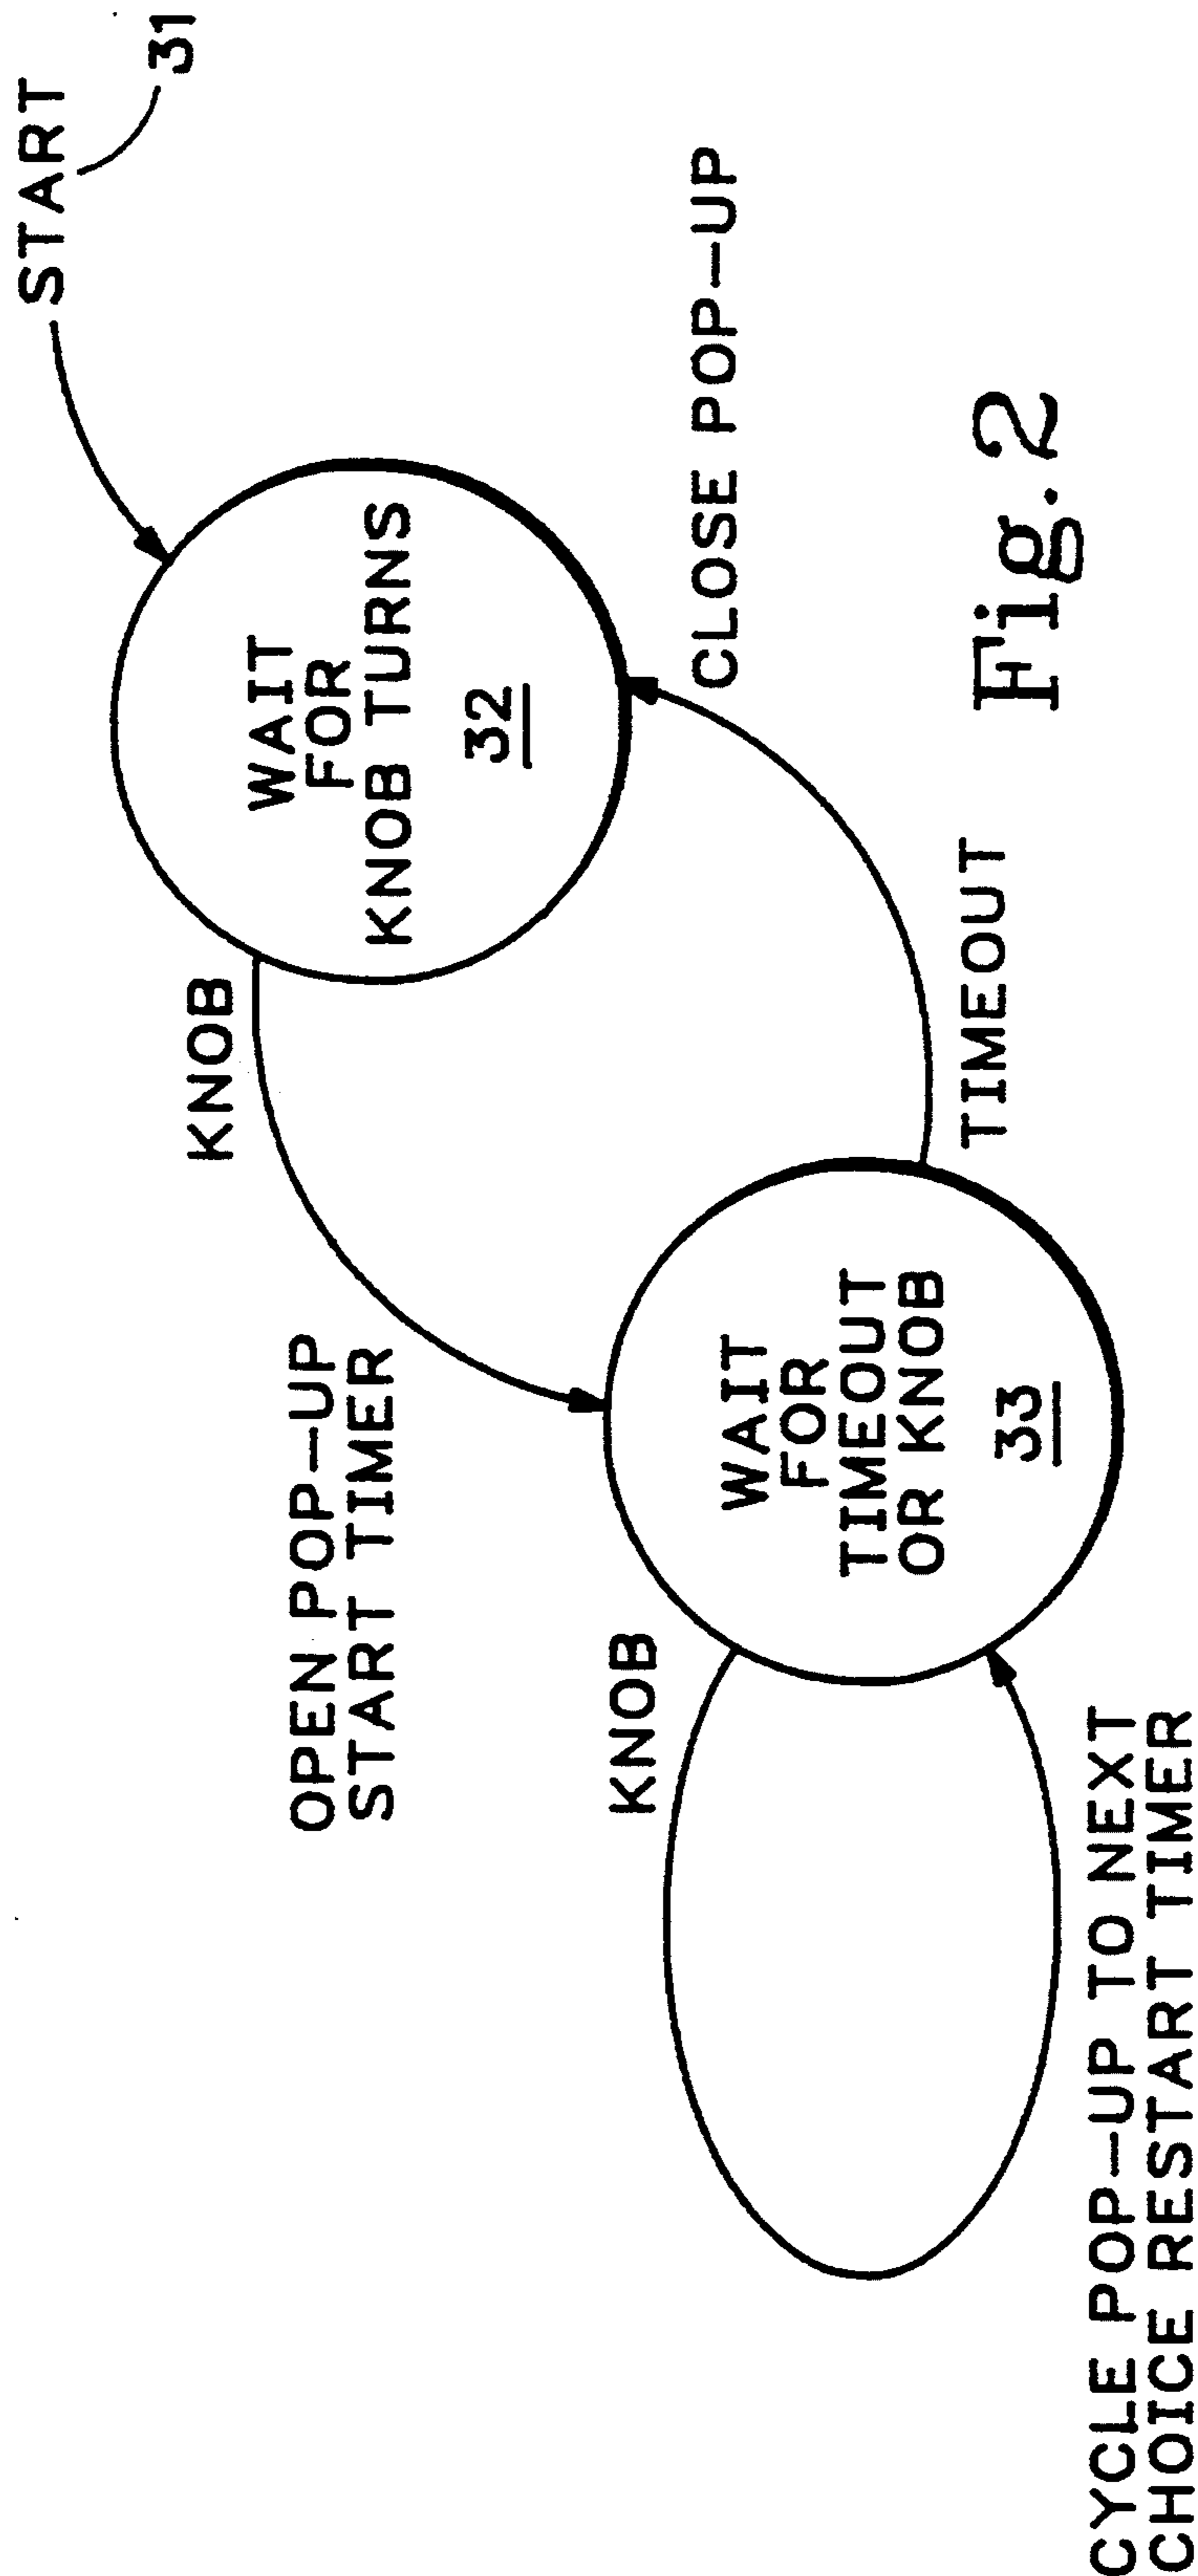 START
31
WAIT
FOR
KNOB TURNS
32
KNOB
OPEN POP-UP
START TIMER
CLOSE POP-UP
TIMEOUT
WAIT
FOR
TIMEOUT
OR KNOB
33
KNOB
CYCLE POP-UP TO NEXT
CHOICE RESTART TIMER
Fig. 2